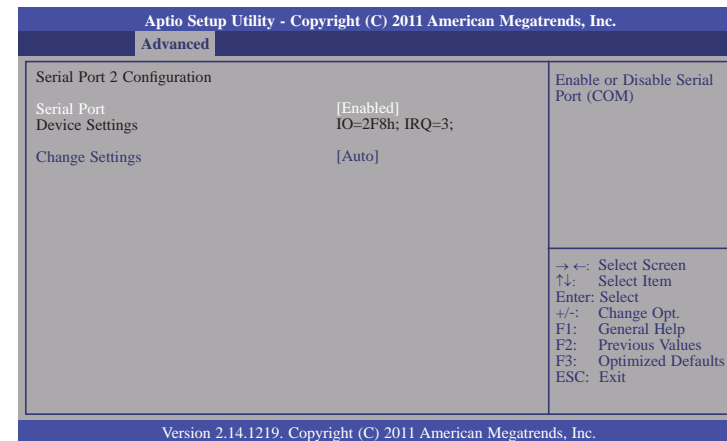 Aptio Setup Utility - Copyright (C) 2011 American Megatrends, Inc.
Advanced
Serial Port 2 Configuration
Serial Port [Enabled]
Device Settings IO=2F8h; IRQ=3;
Change Settings [Auto]
Enable or Disable Serial
Port (COM)
→←: Select Screen
↑↓: Select Item
Enter: Select
+/-: Change Opt.
F1: General Help
F2: Previous Values
F3: Optimized Defaults
ESC: Exit
Version 2.14.1219. Copyright (C) 2011 American Megatrends, Inc.